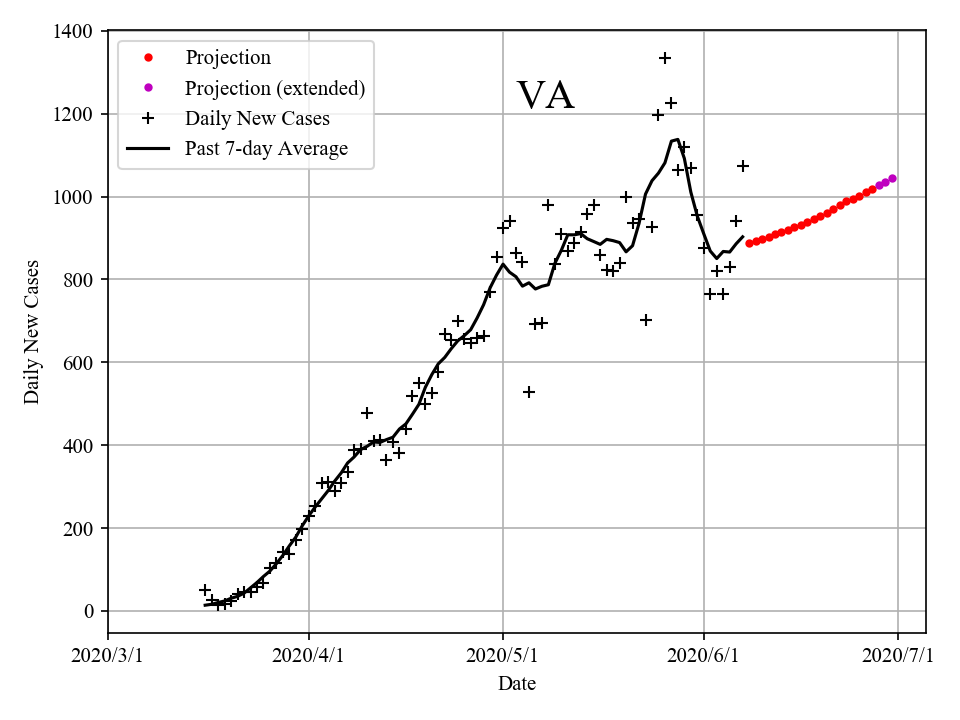 1400
1200
1000
800
600
400
200
0
Daily New Cases
Projection
Projection (extended)
Daily New Cases
Past 7-day Average
VA
2020/3/1
2020/4/1
2020/5/1
2020/6/1
2020/7/1
Date